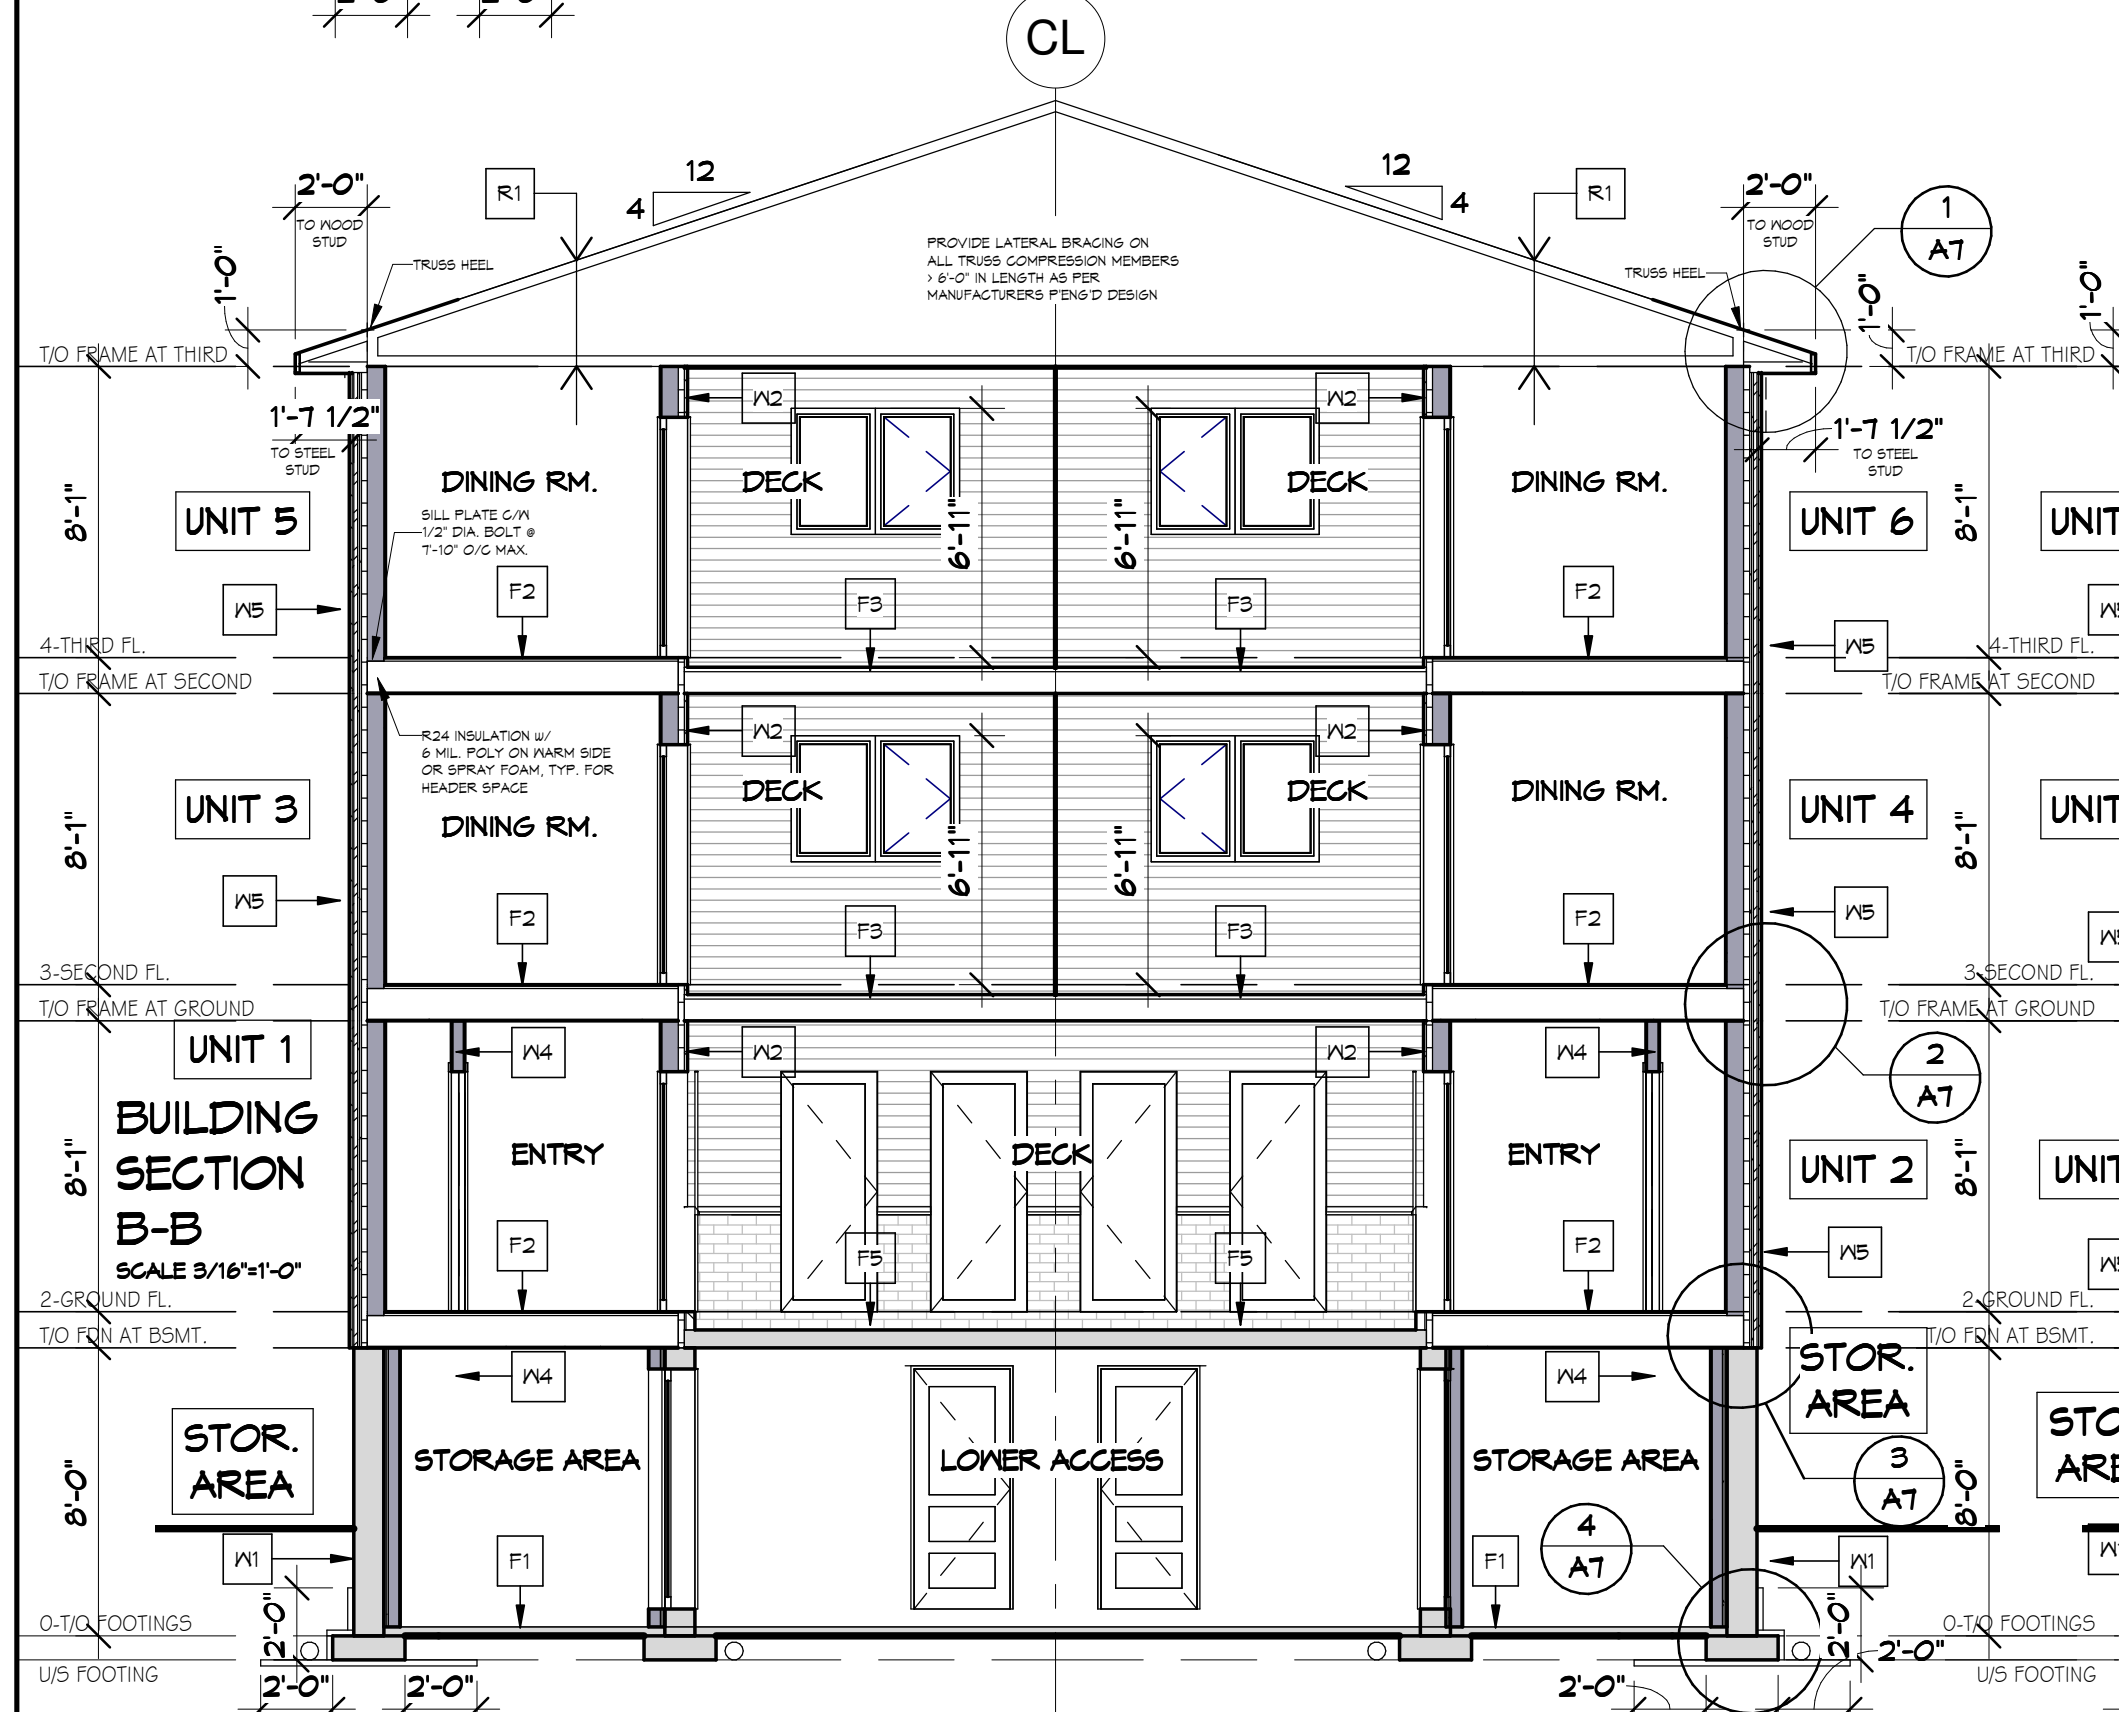 2'-0"
2'-0"
CL
12
4
12
4
R1
R1
2'-0"
TO WOOD
STUD
2'-0"
TO WOOD
STUD
1
A7
PROVIDE LATERAL BRACING ON
ALL TRUSS COMPRESSION MEMBERS
> 6'-0" IN LENGTH AS PER
MANUFACTURERS P'ENG'D DESIGN
TRUSS HEEL
TRUSS HEEL
1'-0"
1'-0"
1'-0"
T/O FRAME AT THIRD
T/O FRAME AT THIRD
1'-7 1/2"
TO STEEL
STUD
1'-7 1/2"
TO STEEL
STUD
W2
W2
DINING RM.
DECK
DECK
DINING RM.
SILL PLATE C/W
1/2" DIA. BOLT @
7'-10" O/C MAX.
8'-1"
UNIT 5
6'-11"
6'-11"
UNIT 6
8'-1"
UNIT
F2
F3
F3
F2
W5
W5
4-THIRD FL.
4-THIRD FL.
T/O FRAME AT SECOND
T/O FRAME AT SECOND
R24 INSULATION W/
6 MIL. POLY ON WARM SIDE
OR SPRAY FOAM, TYP. FOR
HEADER SPACE
W2
W2
DECK
DECK
DINING RM.
DINING RM.
8'-1"
UNIT 3
6'-11"
6'-11"
UNIT 4
8'-1"
UNIT
W5
F2
F3
F3
F2
W5
3-SECOND FL.
3-SECOND FL.
T/O FRAME AT GROUND
T/O FRAME AT GROUND
UNIT 1
W4
W2
W2
W4
2
A7
BUILDING
SECTION
B-B
SCALE 3/16"=1'-0"
8'-1"
ENTRY
DECK
ENTRY
UNIT 2
8'-1"
UNIT
F2
F5
F5
F2
W5
2-GROUND FL.
2-GROUND FL.
T/O FDN AT BSMT.
T/O FDN AT BSMT.
W4
W4
STOR.
AREA
STOR.
AREA
8'-0"
STORAGE AREA
LOWER ACCESS
STORAGE AREA
3
A7
8'-0"
4
A7
W1
F1
F1
W1
2'-0"
2'-0"
0-T/O FOOTINGS
0-T/O FOOTINGS
2'-0"
U/S FOOTING
U/S FOOTING
2'-0"
2'-0"
2'-0"